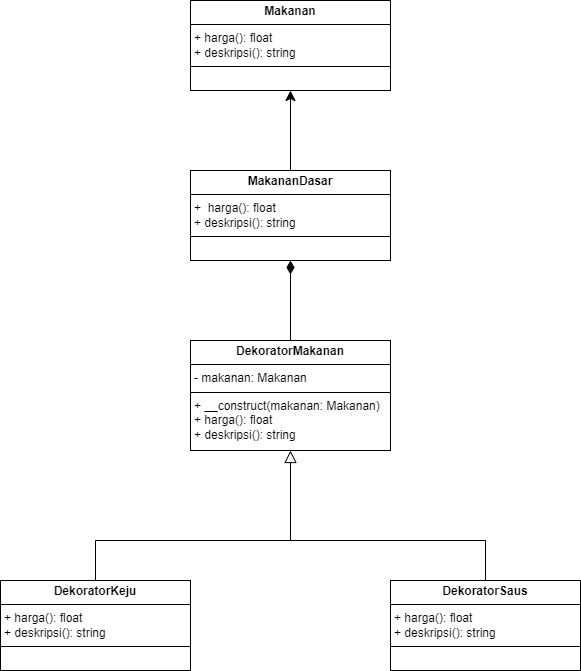 Makanan
+ harga(): float
+ deskripsi(): string
MakananDasar
+  harga(): float
+ deskripsi(): string
DekoratorMakanan
- makanan: Makanan
+ __construct(makanan: Makanan)
+ harga(): float
+ deskripsi(): string
DekoratorKeju
+ harga(): float
+ deskripsi(): string
DekoratorSaus
+ harga(): float
+ deskripsi(): string